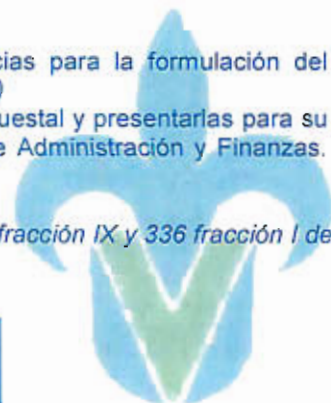 cias para la formulación del
)
uestal y presentarlas para su
e Administración y Finanzas.
fracción IX y 336 fracción I de